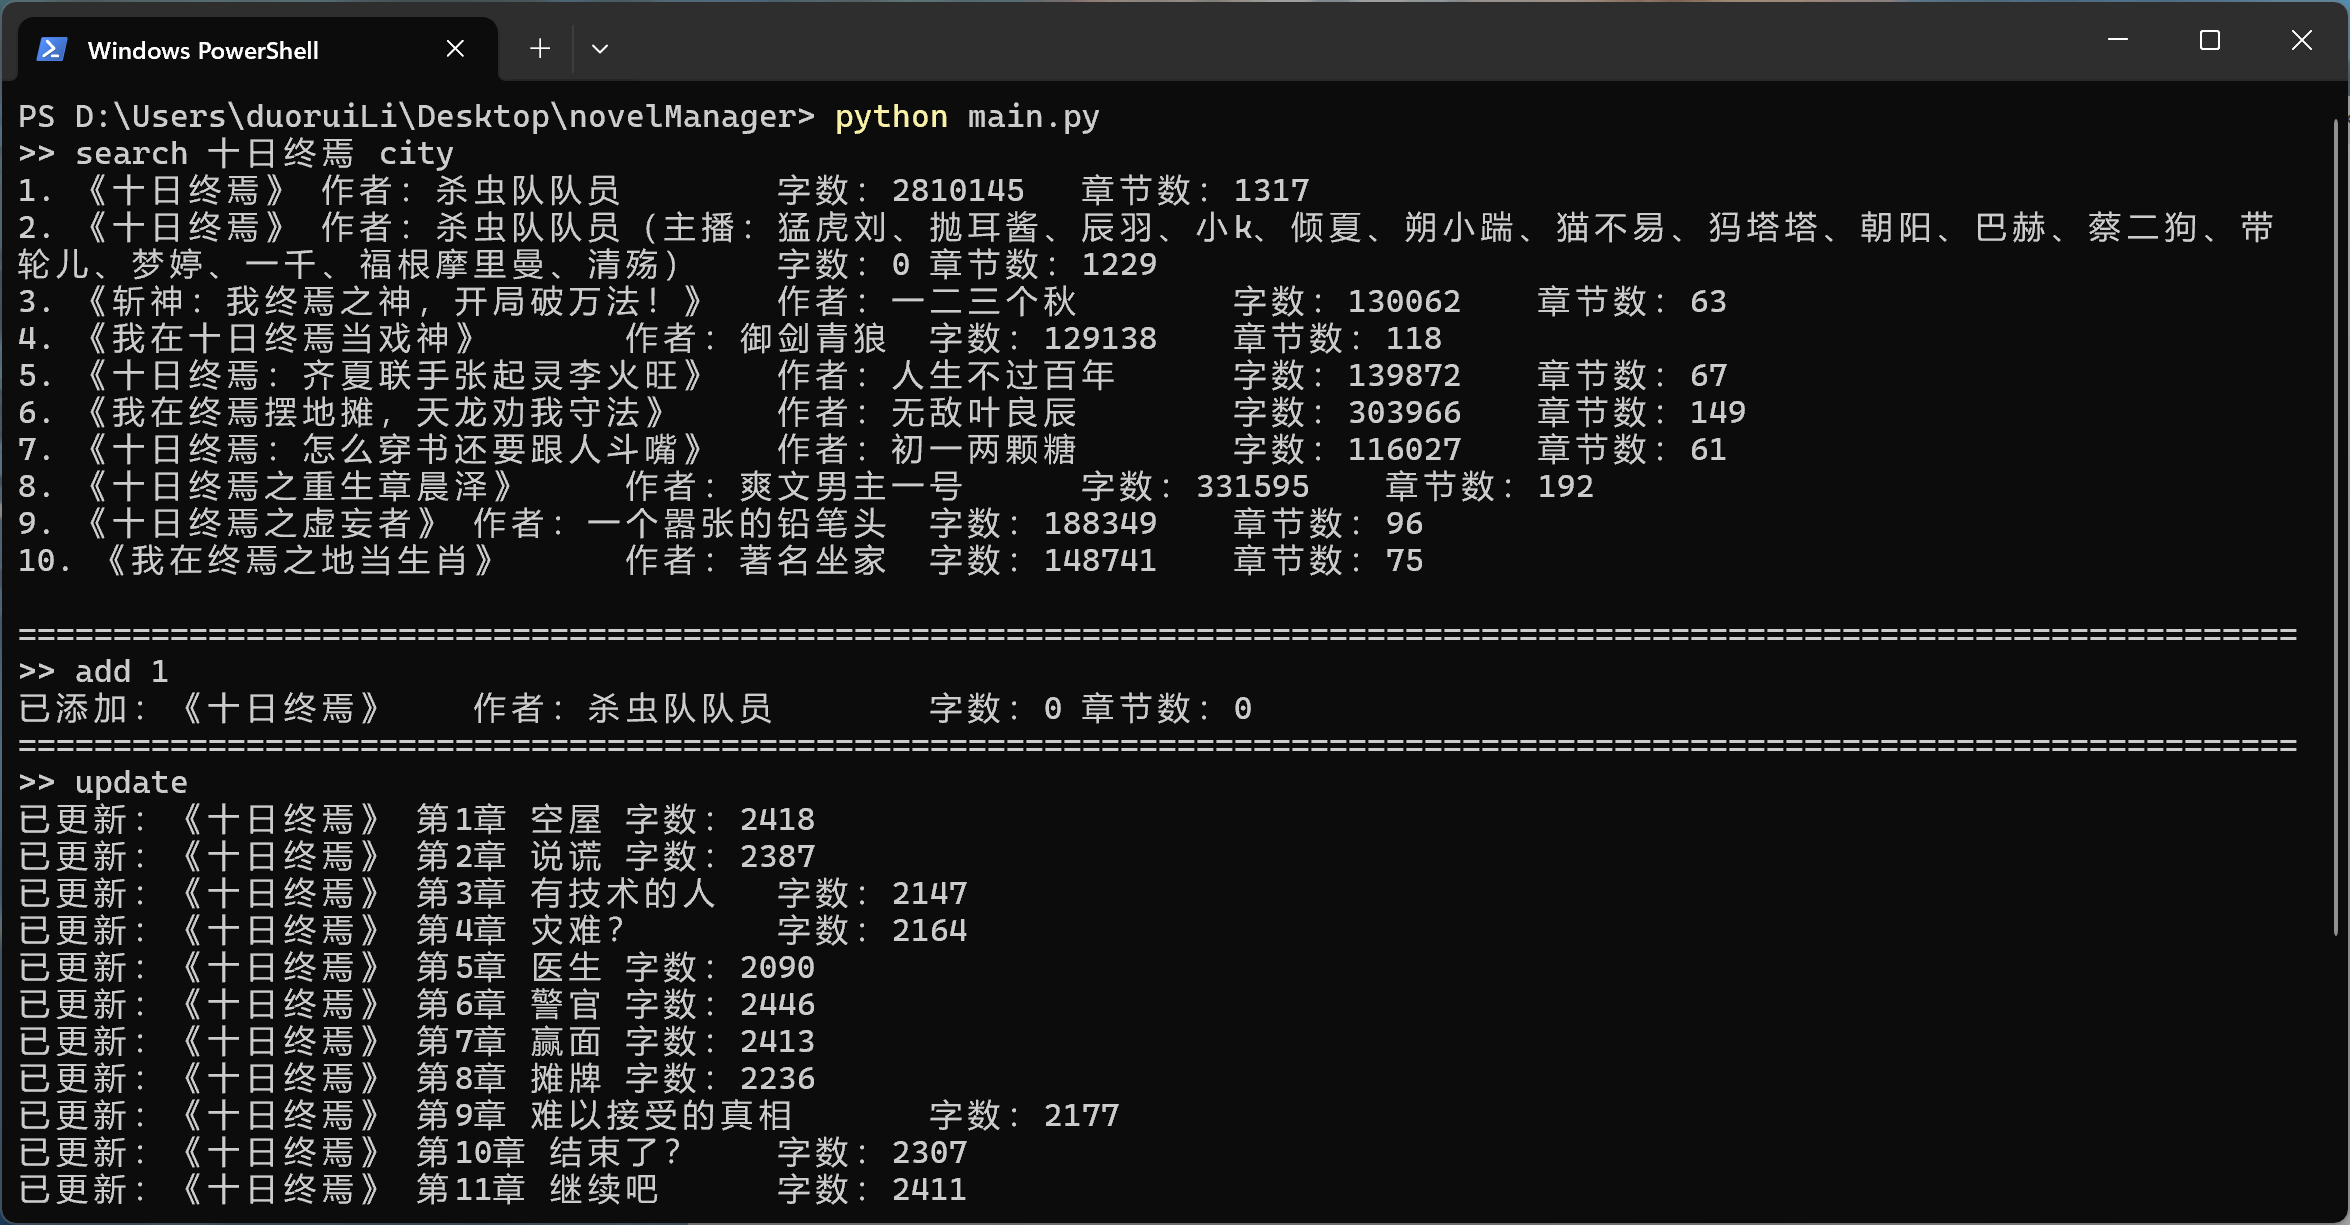 Windows PowerShell
PS D:\Users\duoruiLi\Desktop\novelManager> python main.py
>> search 十日终焉 city
1. 《十日终焉》 作者：杀虫队队员 字数：2810145 章节数：1317
2. 《十日终焉》 作者：杀虫队队员（主播：猛虎刘、抛耳酱、辰羽、小k、倾夏、朔小踹、猫不易、犸塔塔、朝阳、巴赫、蔡二狗、带
轮儿、梦婷、一千、福根摩里曼、清殇） 字数：0 章节数：1229
3. 《斩神：我终焉之神，开局破万法！》 作者：一二三个秋 字数：130062 章节数：63
4. 《我在十日终焉当戏神》 作者：御剑青狼 字数：129138 章节数：118
5. 《十日终焉：齐夏联手张起灵李火旺》 作者：人生不过百年 字数：139872 章节数：67
6. 《我在终焉摆地摊，天龙劝我守法》 作者：无敌叶良辰 字数：303966 章节数：149
7. 《十日终焉：怎么穿书还要跟人斗嘴》 作者：初一两颗糖 字数：116027 章节数：61
8. 《十日终焉之重生章晨泽》 作者：爽文男主一号 字数：331595 章节数：192
9. 《十日终焉之虚妄者》 作者：一个嚣张的铅笔头 字数：188349 章节数：96
10. 《我在终焉之地当生肖》 作者：著名坐家 字数：148741 章节数：75
========================================================================================================================
>> add 1
已添加：《十日终焉》 作者：杀虫队队员 字数：0 章节数：0
========================================================================================================================
>> update
已更新：《十日终焉》 第1章 空屋 字数：2418
已更新：《十日终焉》 第2章 说谎 字数：2387
已更新：《十日终焉》 第3章 有技术的人 字数：2147
已更新：《十日终焉》 第4章 灾难？ 字数：2164
已更新：《十日终焉》 第5章 医生 字数：2090
已更新：《十日终焉》 第6章 警官 字数：2446
已更新：《十日终焉》 第7章 赢面 字数：2413
已更新：《十日终焉》 第8章 摊牌 字数：2236
已更新：《十日终焉》 第9章 难以接受的真相 字数：2177
已更新：《十日终焉》 第10章 结束了？ 字数：2307
已更新：《十日终焉》 第11章 继续吧 字数：2411